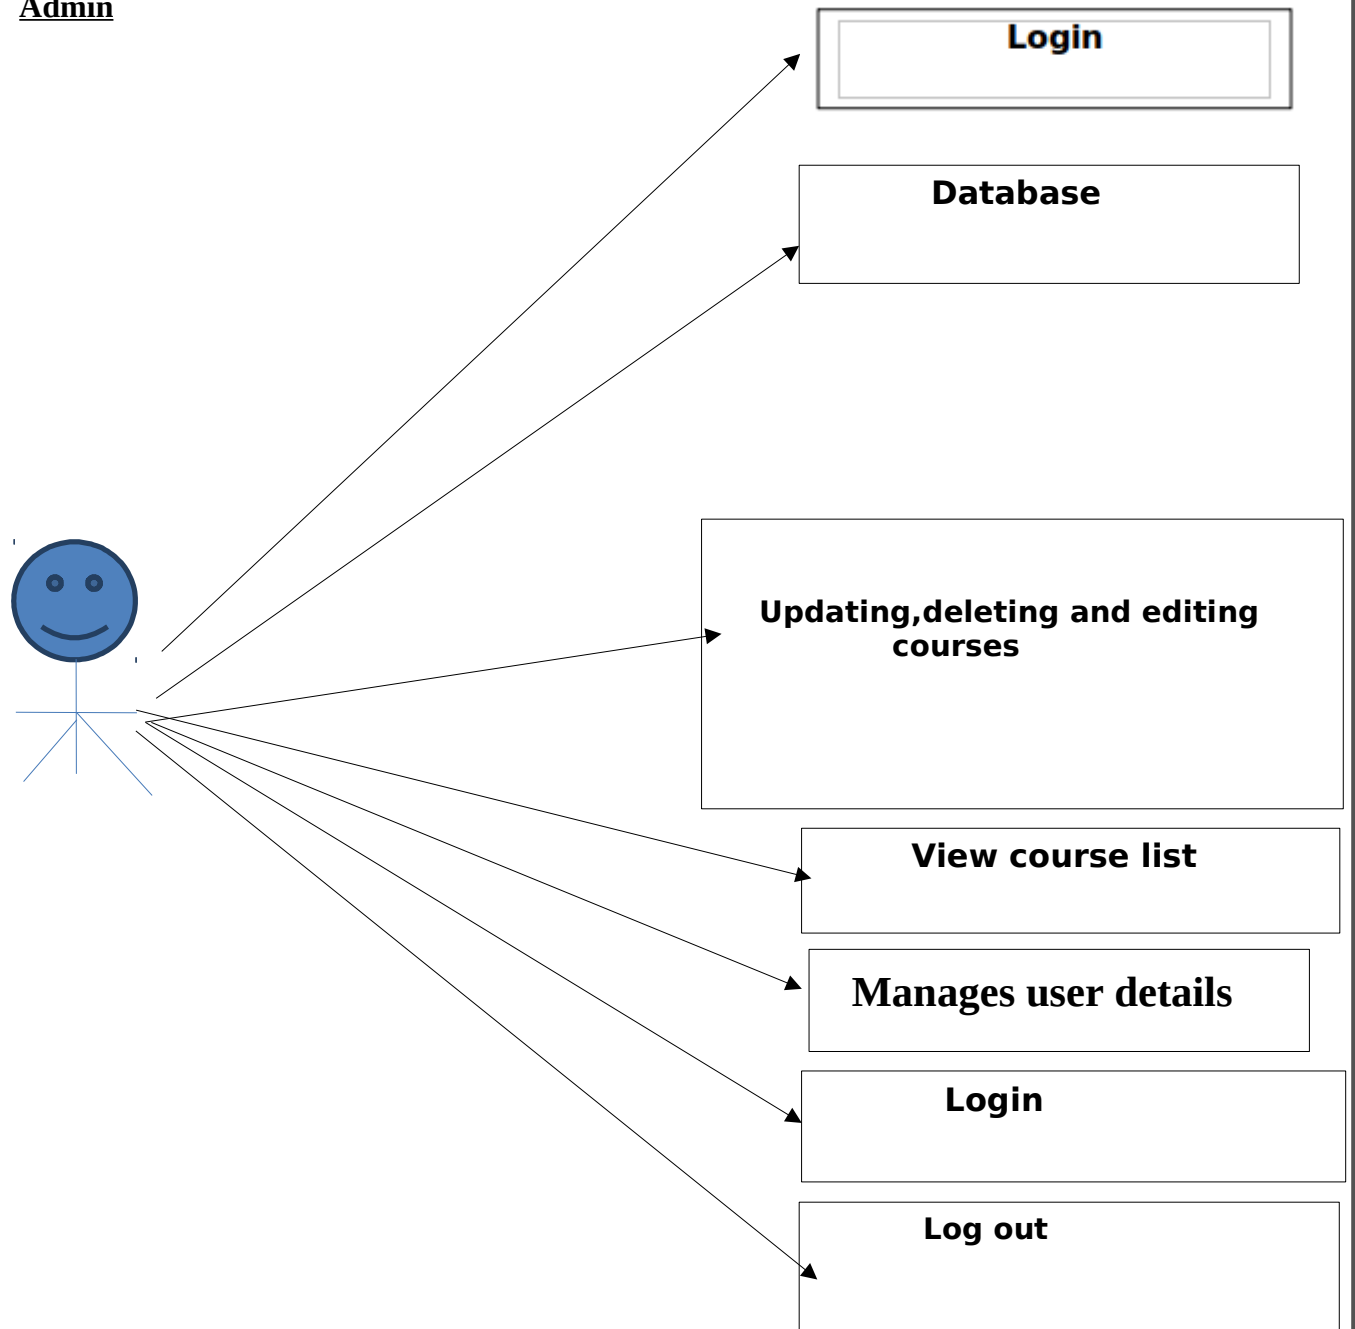 Admin
Login
Database
Updating,deleting and editing
courses
View course list
Manages user details
Login
Log out